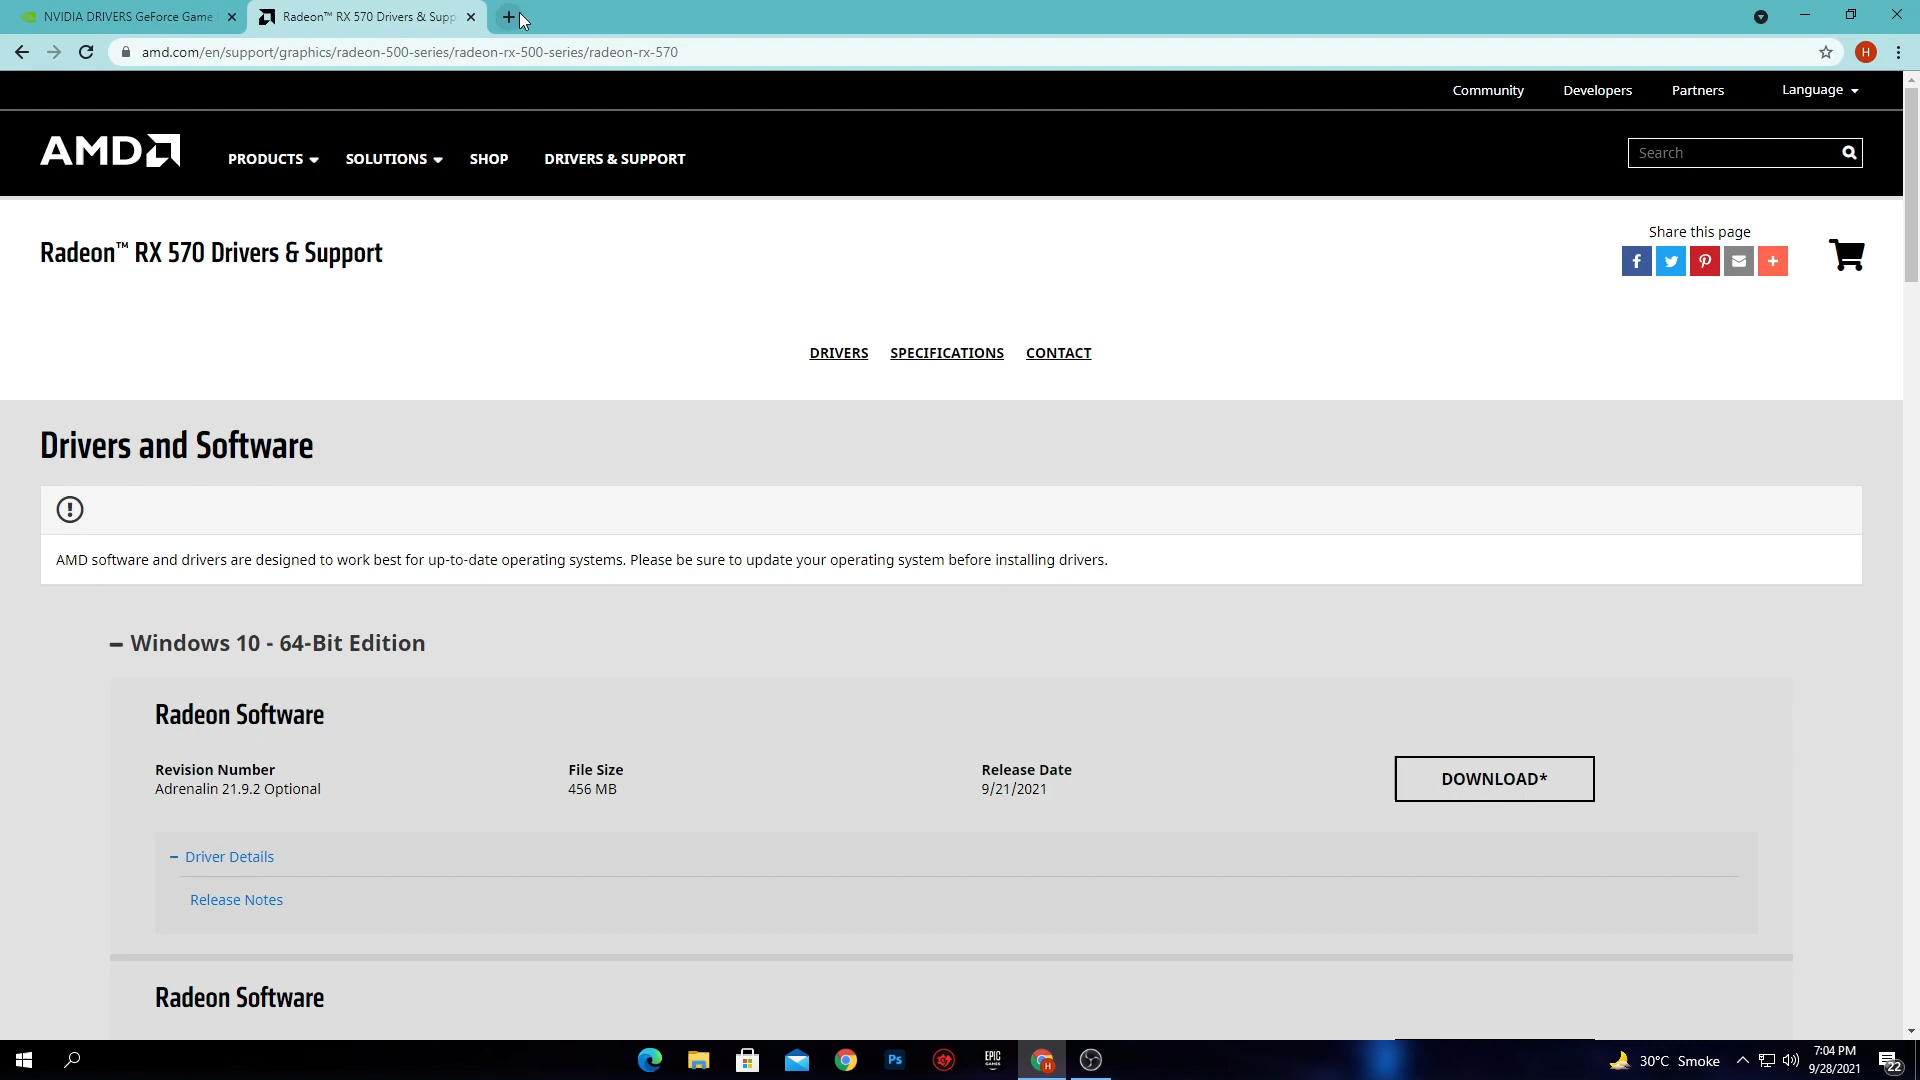 NVIDIA DRIVERS GeForce Game
Radeon™ RX 570 Drivers & Supp
amd.com/en/support/graphics/radeon-500-series/radeon-rx-500-series/radeon-rx-570
H
Community Developers Partners Language
AMD
PRODUCTS SOLUTIONS SHOP DRIVERS & SUPPORT
Search
Radeon™ RX 570 Drivers & Support
Share this page
DRIVERS SPECIFICATIONS CONTACT
Drivers and Software
AMD software and drivers are designed to work best for up-to-date operating systems. Please be sure to update your operating system before installing drivers.
Windows 10 - 64-Bit Edition
Radeon Software
Revision Number File Size Release Date
Adrenalin 21.9.2 Optional 456 MB 9/21/2021
DOWNLOAD*
Driver Details
Release Notes
Radeon Software
Ps
EPIC
GAMES
H
30°C Smoke
7:04 PM
9/28/2021
22